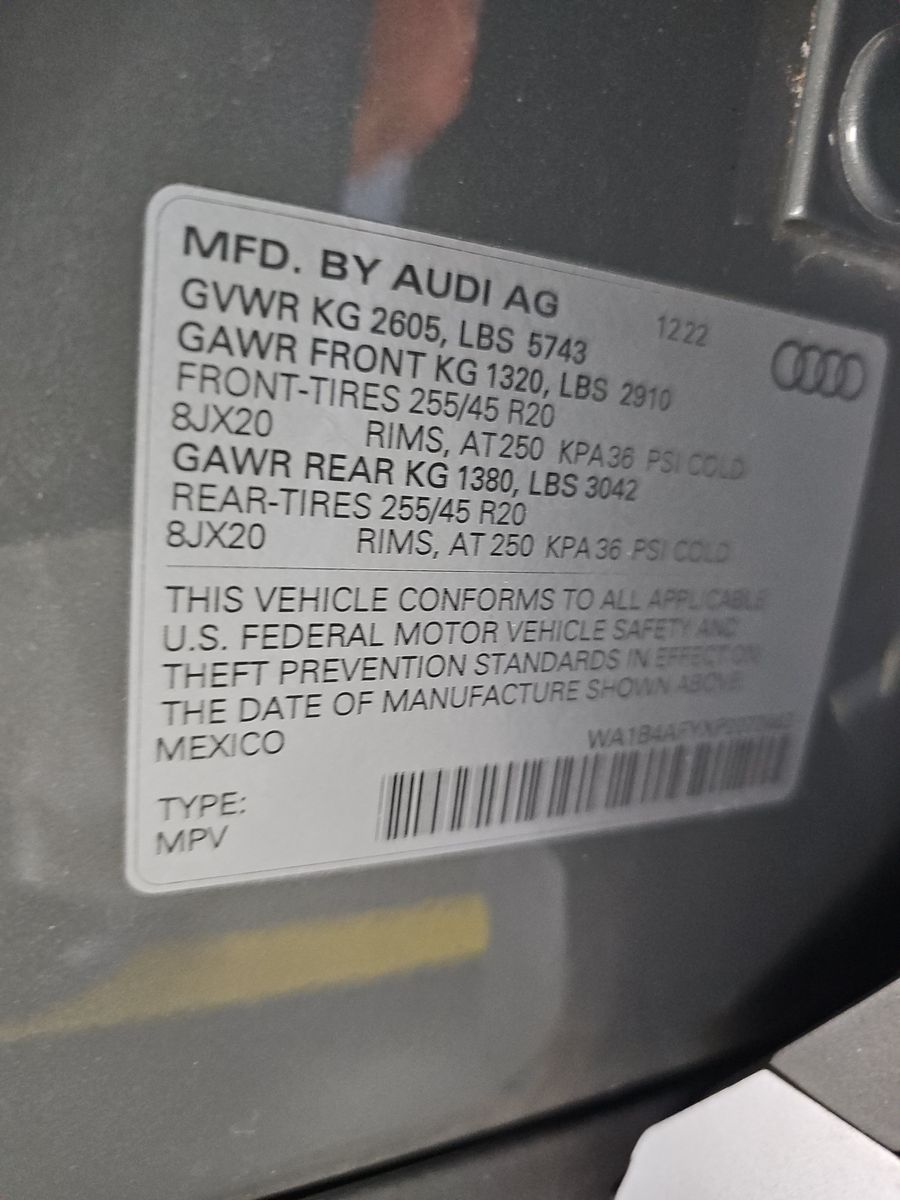 MFD. BY AUDI AG 12.22
GVWR KG 2605, LBS 5743
GAWR FRONT KG 1320, LBS 2910
FRONT-TIRES 255/45 R20
8JX20 RIMS, AT 250 KPA 36 PSI COLD
GAWR REAR KG 1380, LBS 3042
REAR-TIRES 255/45 R20
8JX20 RIMS, AT 250 KPA 36 PSI COLD
THIS VEHICLE CONFORMS TO ALL APPLICABLE
U.S. FEDERAL MOTOR VEHICLE SAFETY AND
THEFT PREVENTION STANDARDS IN EFFECT ON
THE DATE OF MANUFACTURE SHOWN ABOVE.
MEXICO
TYPE:
MPV